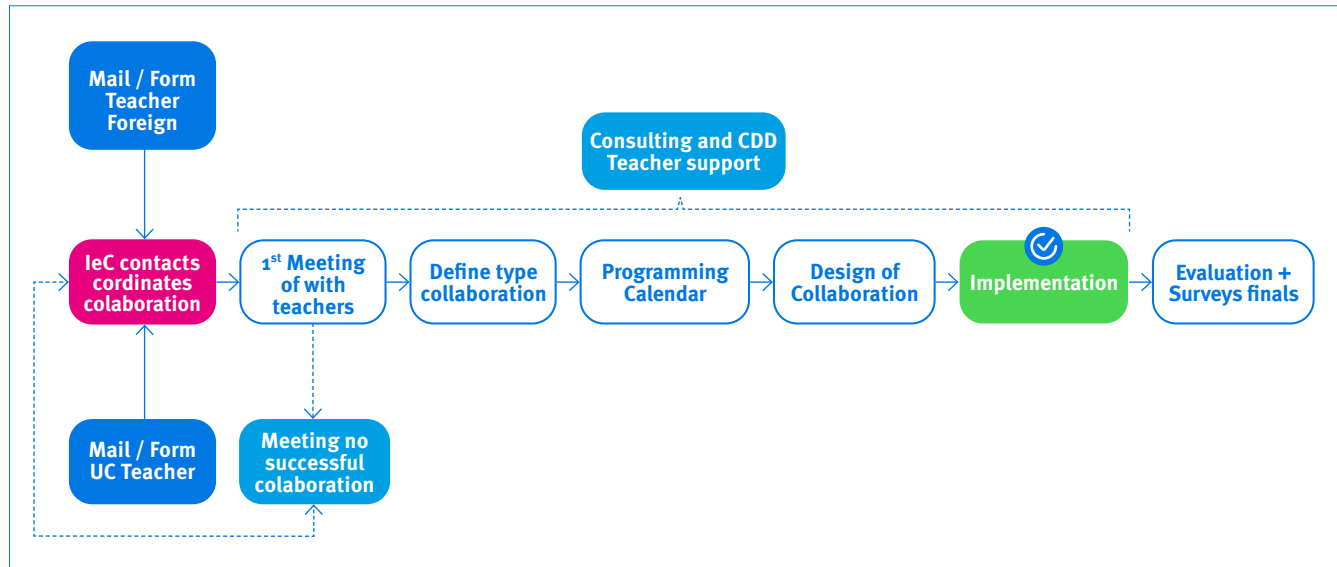 Mail / Form
Teacher
Foreign
Consulting and CDD
Teacher support
IeC contacts
cordinates
colaboration
1st Meeting
of with
teachers
Define type
collaboration
Programming
Calendar
Design of
Collaboration
Implementation
Evaluation +
Surveys finals
Mail / Form
UC Teacher
Meeting no
successful
colaboration